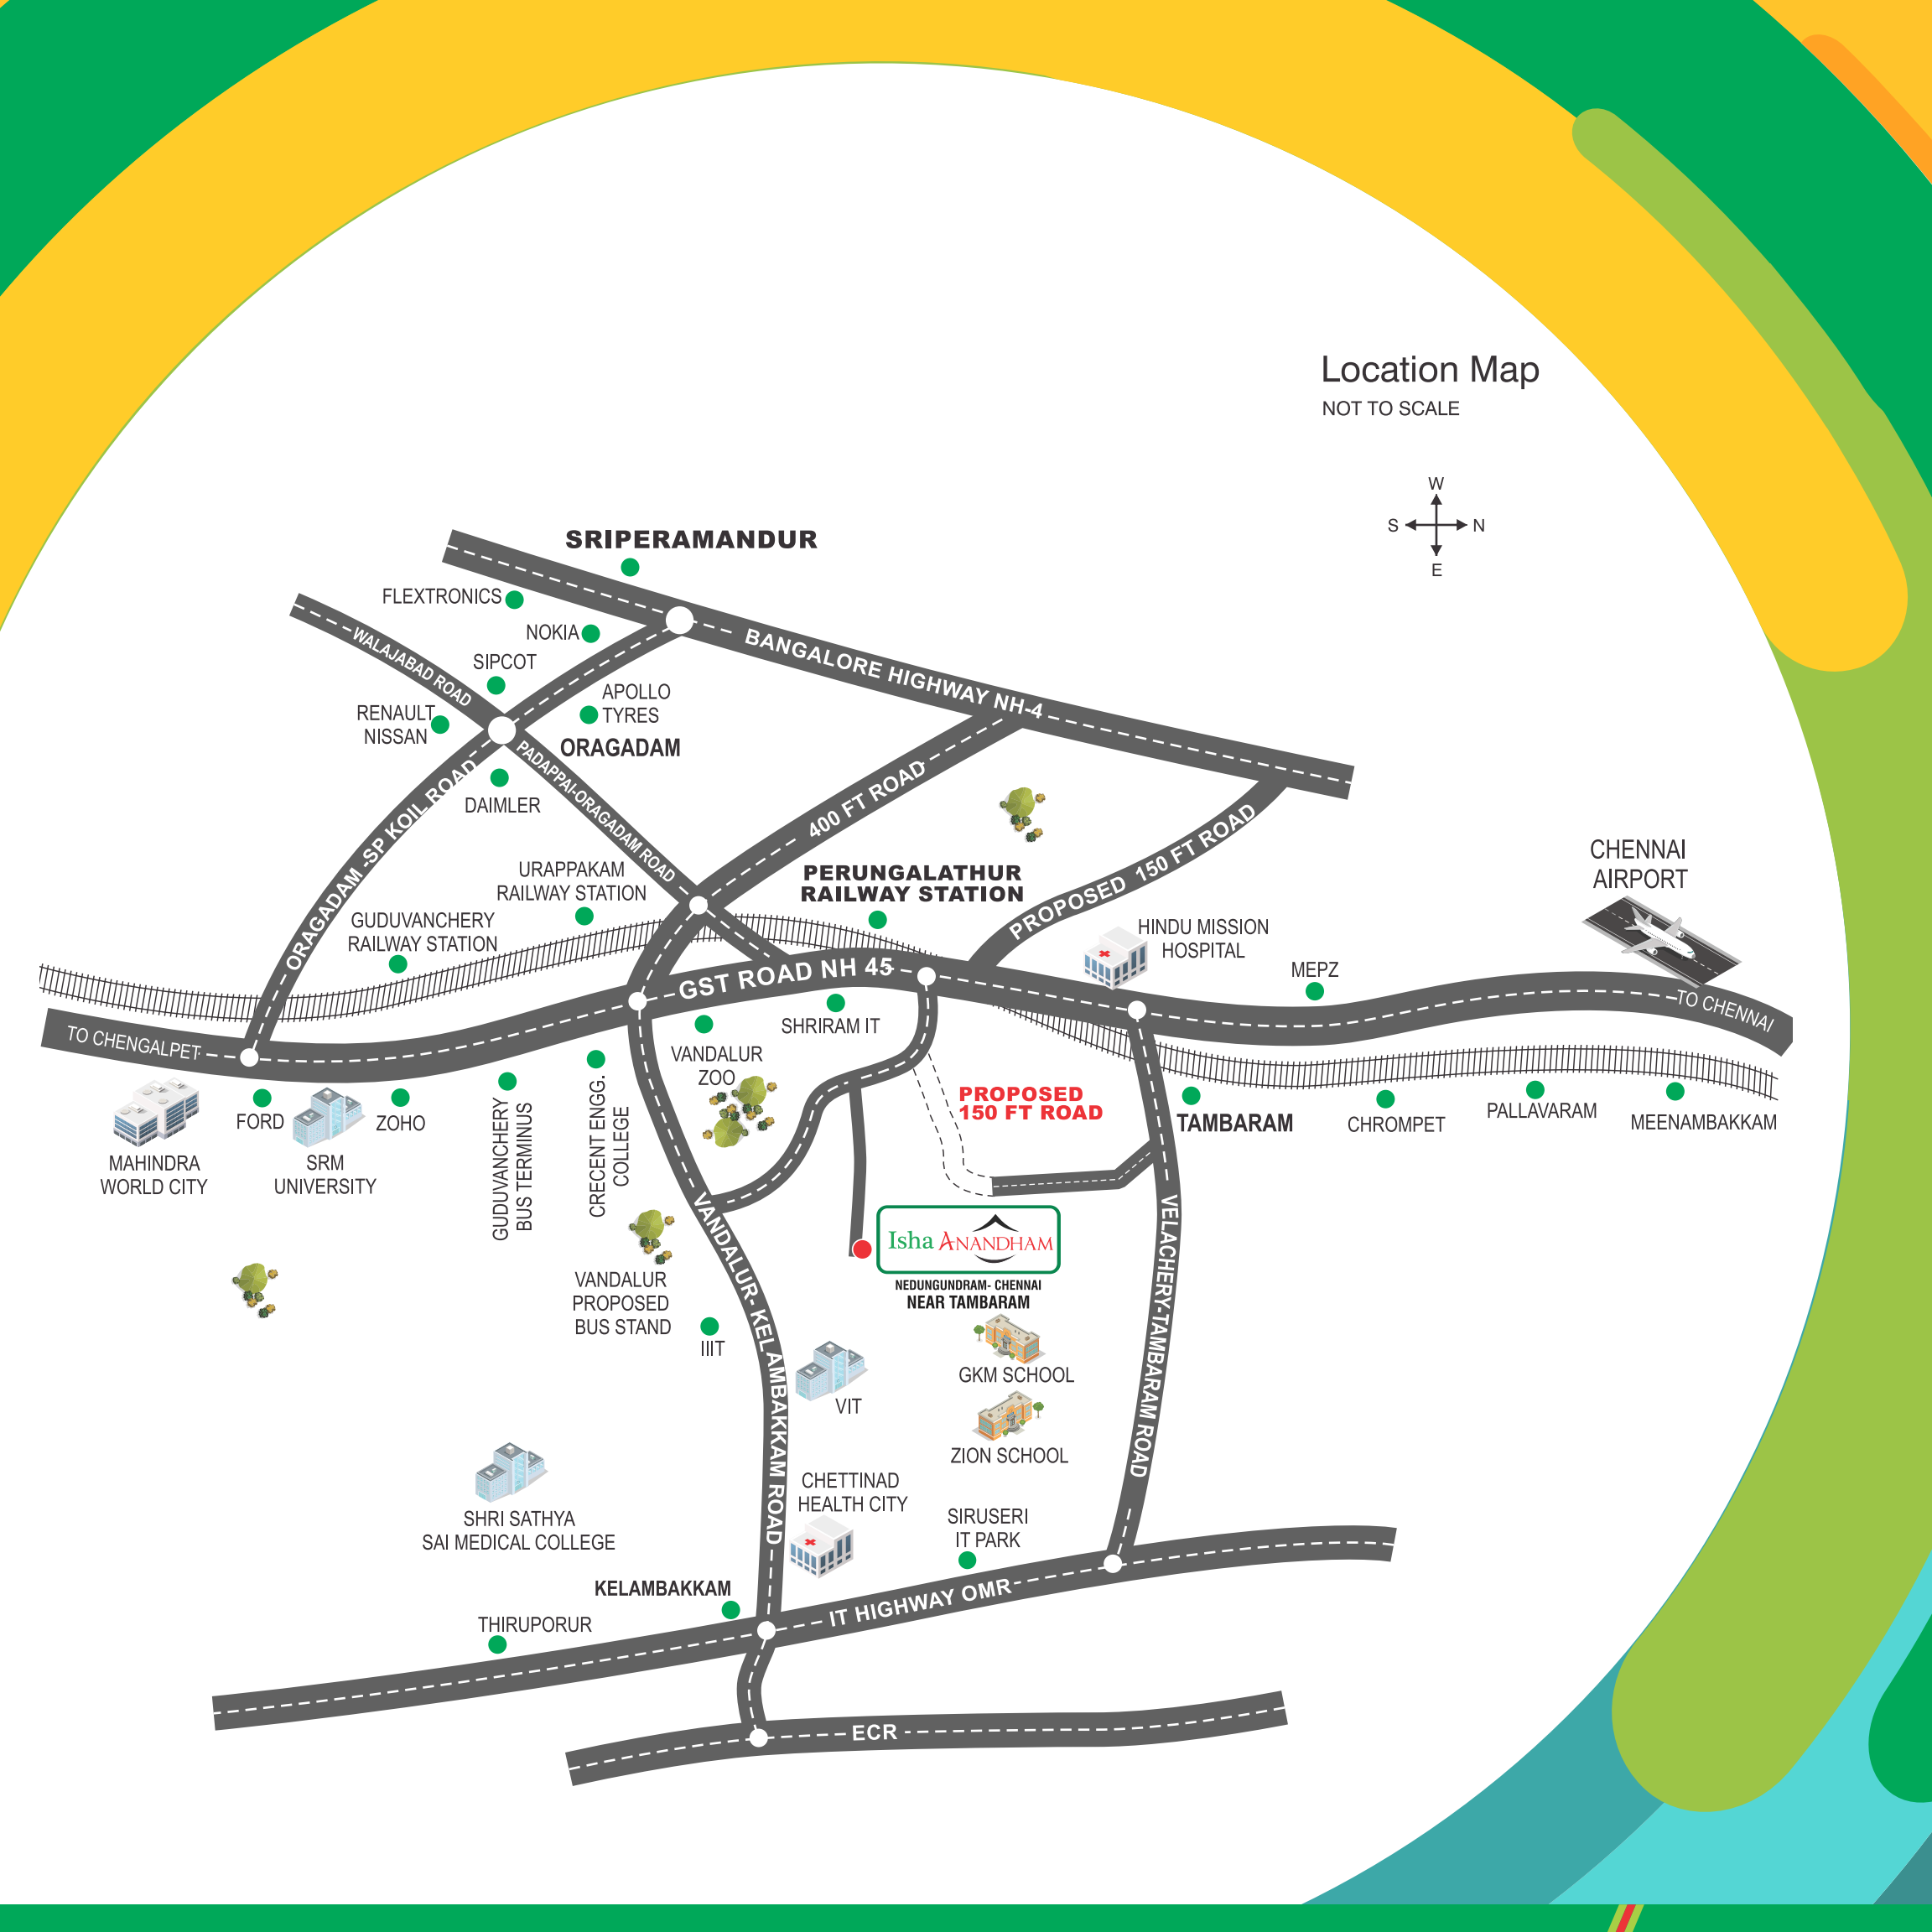 Location Map
NOT TO SCALE
W
S
N
E
SRIPERAMANDUR
FLEXTRONICS
NOKIA
WALAJABAD ROAD
SIPCOT
BANGALORE HIGHWAY NH-4
APOLLO
TYRES
RENAULT
NISSAN
ORAGADAM
PADAPPAI-ORAGADAM ROAD
DAIMLER
ORAGADAM -SP KOIL ROAD
400 FT ROAD
PROPOSED 150 FT ROAD
CHENNAI
AIRPORT
URAPPAKAM
RAILWAY STATION
PERUNGALATHUR
RAILWAY STATION
GUDUVANCHERY
RAILWAY STATION
HINDU MISSION
HOSPITAL
MEPZ
GST ROAD NH 45
TO CHENNAI
SHRIRAM IT
TO CHENGALPET
VANDALUR
ZOO
PROPOSED
150 FT ROAD
FORD
ZOHO
TAMBARAM
CHROMPET
PALLAVARAM
MEENAMBAKKAM
MAHINDRA
WORLD CITY
SRM
UNIVERSITY
GUDUVANCHERY
BUS TERMINUS
CRECENT ENGG.
COLLEGE
VANDALUR- KELAMBAKKAM ROAD
VELACHERY-TAMBARAM ROAD
Isha ANANDHAM
NEDUNGUNDRAM- CHENNAI
NEAR TAMBARAM
VANDALUR
PROPOSED
BUS STAND
IIIT
GKM SCHOOL
VIT
ZION SCHOOL
CHETTINAD
HEALTH CITY
SHRI SATHYA
SAI MEDICAL COLLEGE
SIRUSERI
IT PARK
KELAMBAKKAM
IT HIGHWAY OMR
THIRUPORUR
ECR